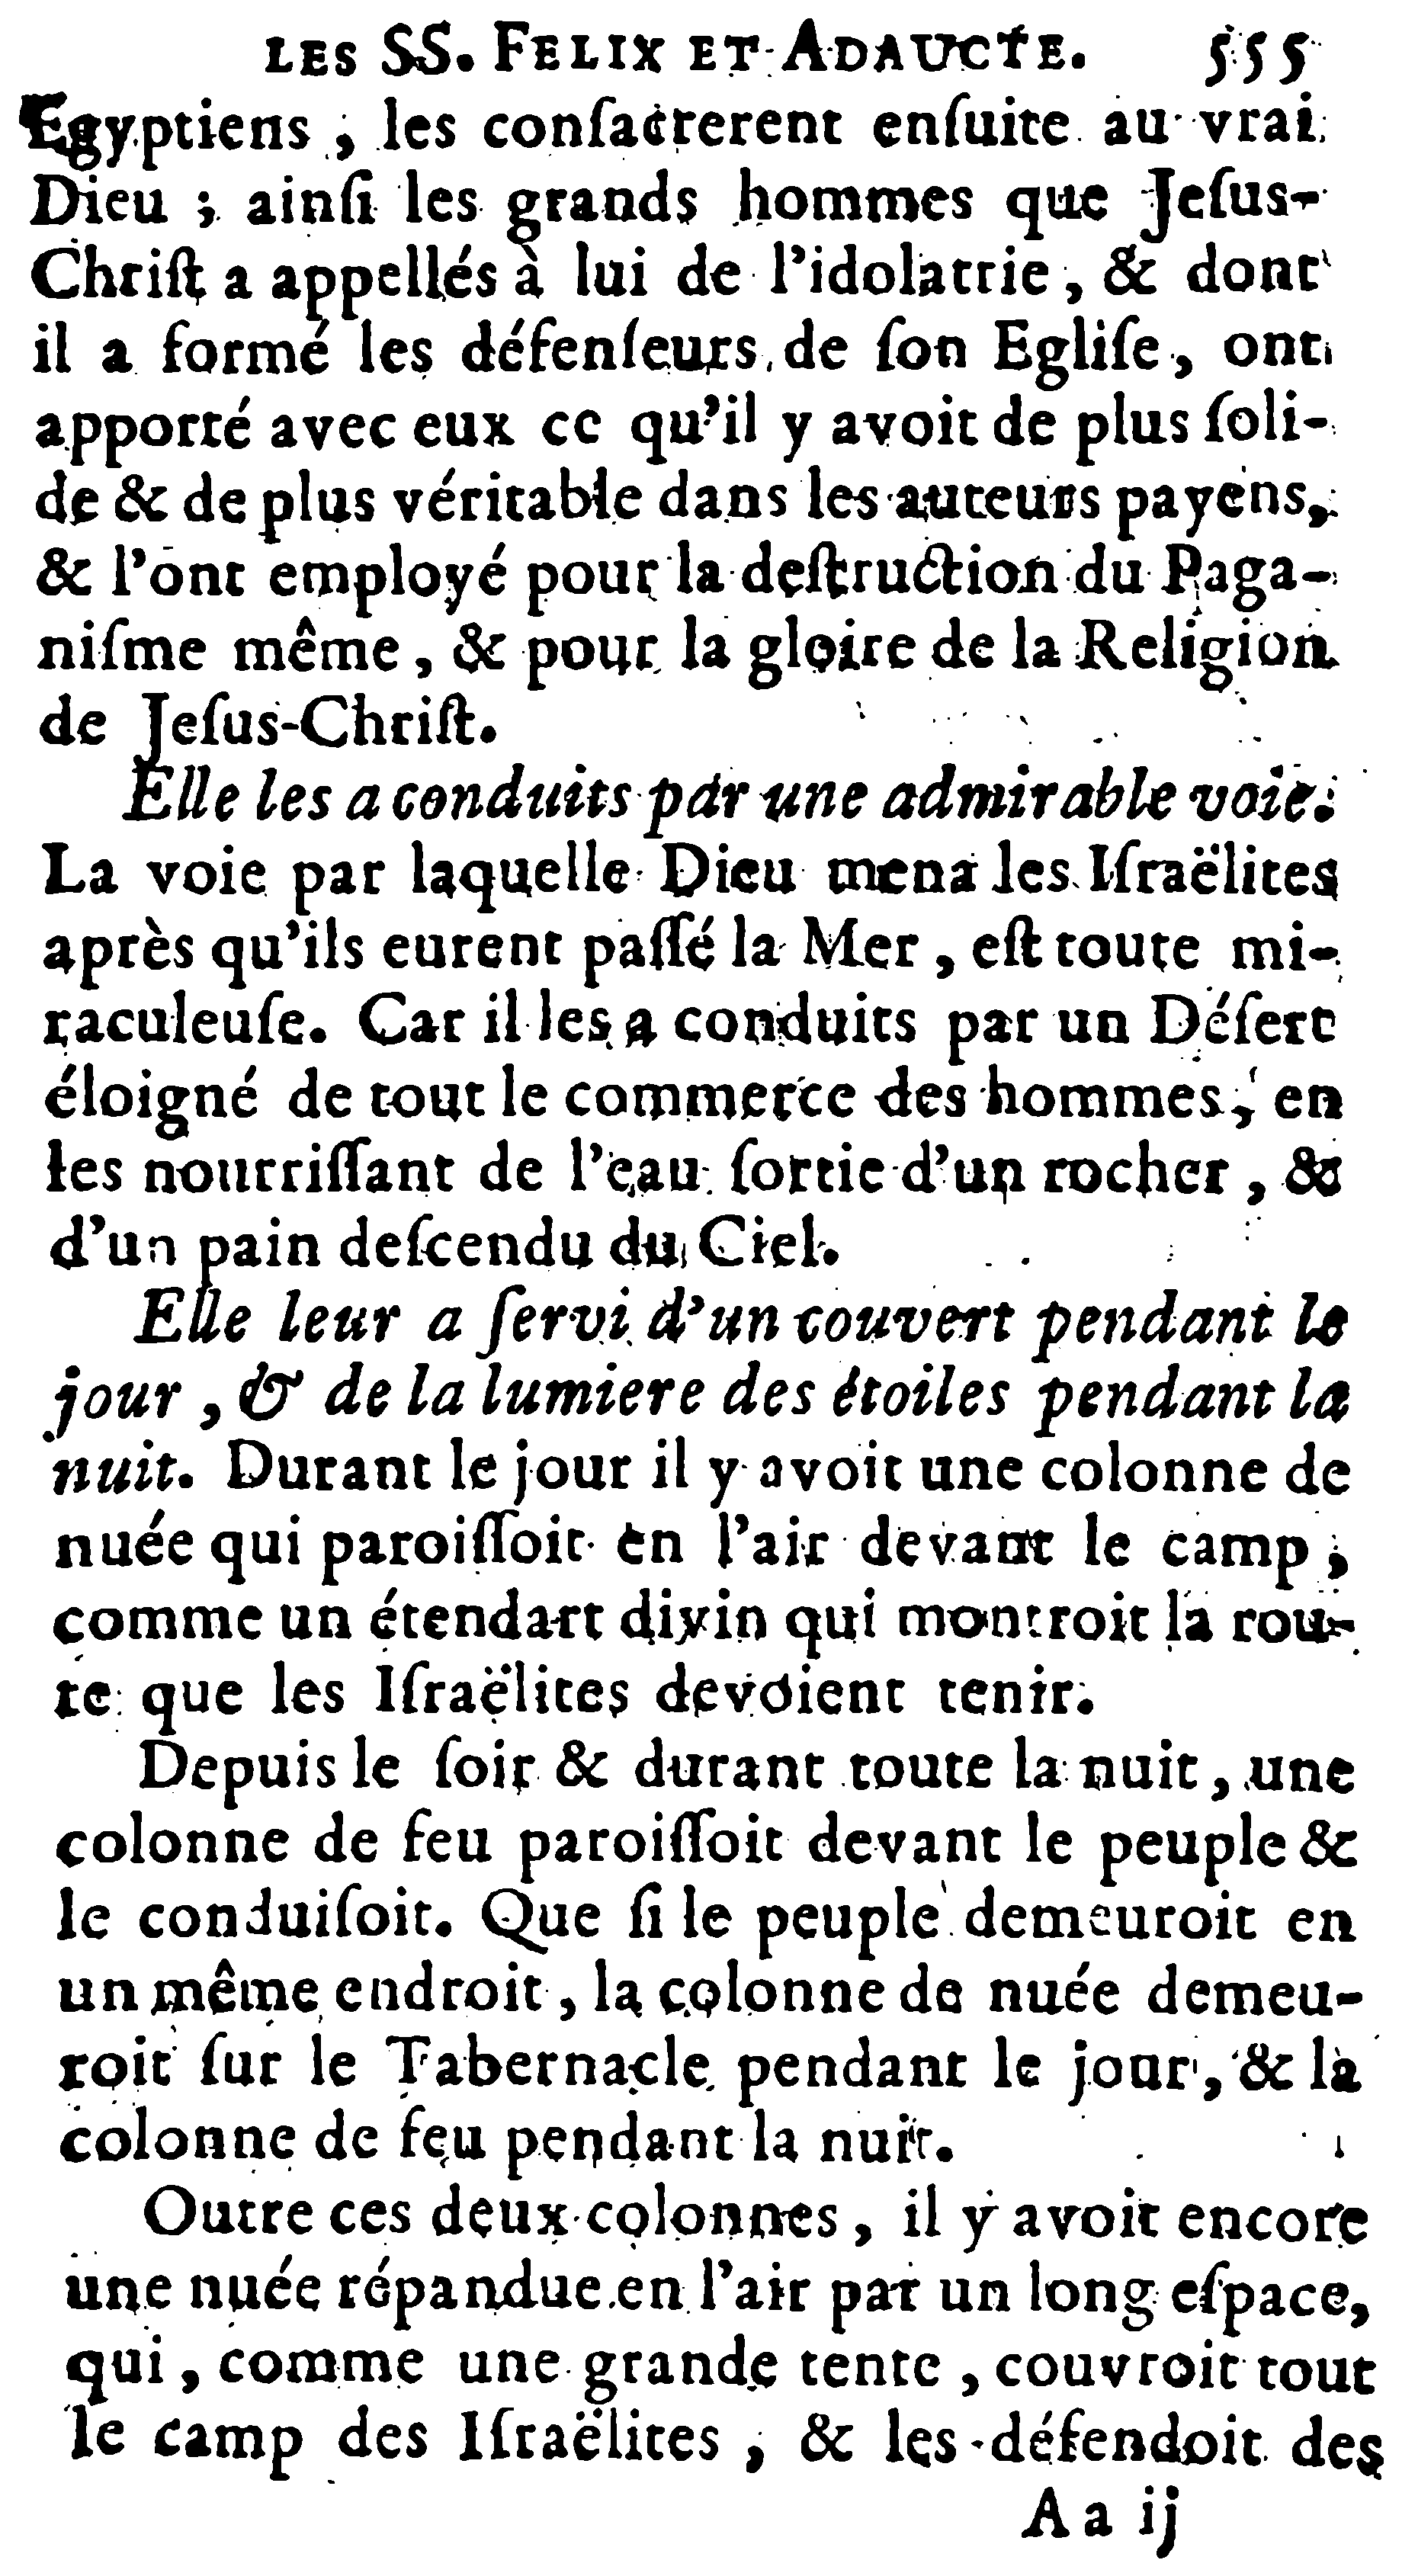 LES SS. FELIX ET ADAUCTE. 555
Egyptiens, les conſacrerent enſuite au vrai
Dieu ; ainſi les grands hommes que Jeſus-
Chriſt a appellés à lui de l'idolatrie, & dont
il a formé les défenſeurs de ſon Egliſe, ont
apporté avec eux ce qu'il y avoit de plus ſoli-
de & de plus véritable dans les auteurs payens,
& l'ont employé pour la deſtruction du Paga-
niſme même, & pour la gloire de la Religion
de Jeſus-Chriſt.
Elle les a conduits par une admirable voie.
La voie par laquelle Dieu mena les Iſraëlites
après qu'ils eurent paſſé la Mer, eſt toute mi-
raculeuſe. Car il les a conduits par un Déſert
éloigné de tout le commerce des hommes, en
les nourriſſant de l'eau ſortie d'un rocher, &
d'un pain deſcendu du Ciel.
Elle leur a ſervi d'un couvert pendant le
jour, & de la lumiere des étoiles pendant la
nuit. Durant le jour il y avoit une colonne de
nuée qui paroiſſoit en l'air devant le camp,
comme un étendart divin qui montroit la rou-
te que les Iſraëlites devoient tenir.
Depuis le ſoir & durant toute la nuit, une
colonne de feu paroiſſoit devant le peuple &
le conduiſoit. Que ſi le peuple demeuroit en
un même endroit, la colonne de nuée demeu-
roit ſur le Tabernacle pendant le jour, & la
colonne de feu pendant la nuit.
Outre ces deux colonnes, il y avoit encore
une nuée répandue en l'air par un long eſpace,
qui, comme une grande tente, couvroit tout
le camp des Iſraëlites, & les défendoit des
A a ij